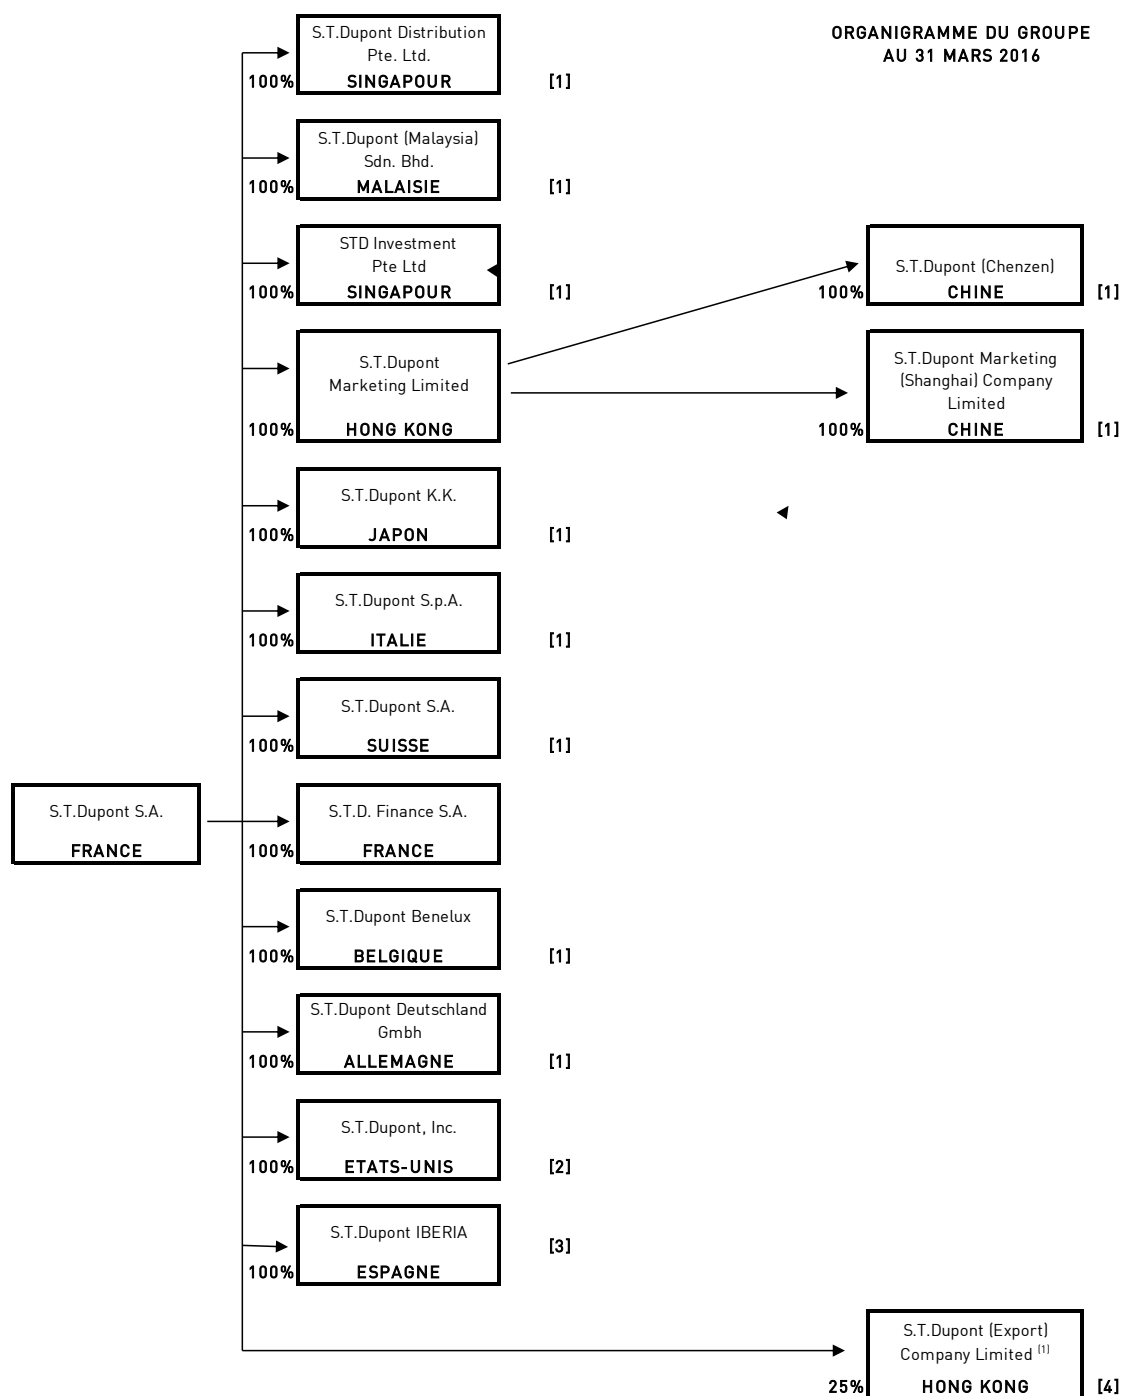 ORGANIGRAMME DU GROUPE
AU 31 MARS 2016
S.T.Dupont Distribution
Pte. Ltd.
100% SINGAPOUR [1]
S.T.Dupont (Malaysia)
Sdn. Bhd.
100% MALAISIE [1]
STD Investment
Pte Ltd
100% SINGAPOUR [1]
S.T.Dupont (Chenzen)
100% CHINE [1]
S.T.Dupont
Marketing Limited
100% HONG KONG
S.T.Dupont Marketing
(Shanghai) Company
Limited
100% CHINE [1]
S.T.Dupont K.K.
100% JAPON [1]
S.T.Dupont S.p.A.
100% ITALIE [1]
S.T.Dupont S.A.
100% SUISSE [1]
S.T.Dupont S.A.
FRANCE
S.T.D. Finance S.A.
100% FRANCE
S.T.Dupont Benelux
100% BELGIQUE [1]
S.T.Dupont Deutschland
Gmbh
100% ALLEMAGNE [1]
S.T.Dupont, Inc.
100% ETATS-UNIS [2]
S.T.Dupont IBERIA
[3]
100% ESPAGNE
S.T.Dupont (Export)
Company Limited (1)
25% HONG KONG [4]